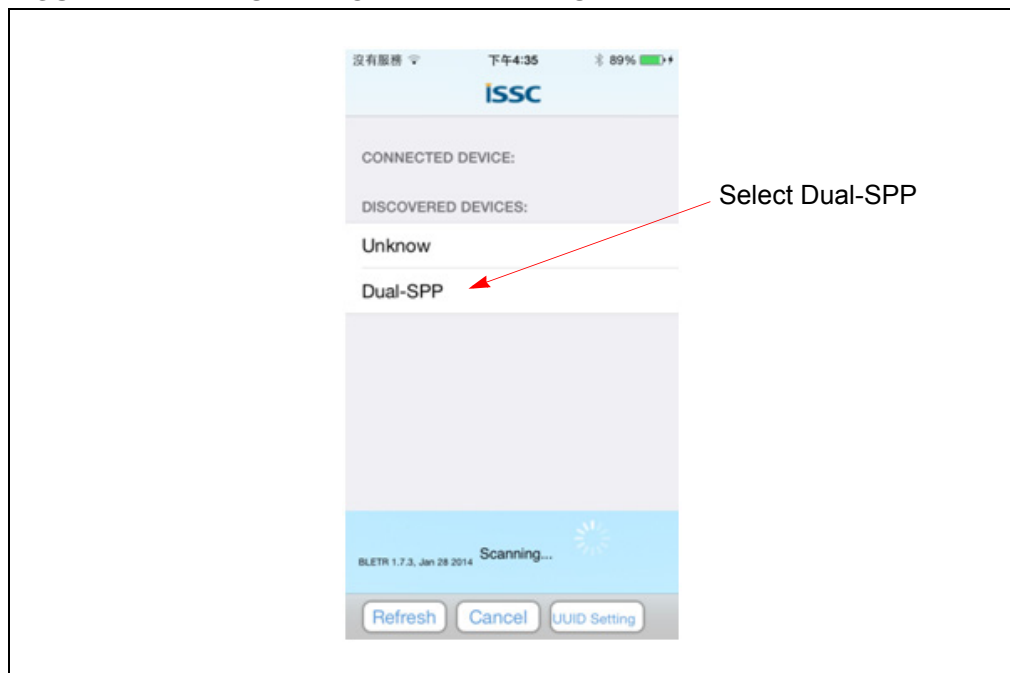 沒有服務 下午4:35 89%
ISSC
CONNECTED DEVICE:
DISCOVERED DEVICES:
Select Dual-SPP
Unknow
Dual-SPP
Scanning...
BLETR 1.7.3, Jan 28 2014
Refresh Cancel UUID Setting